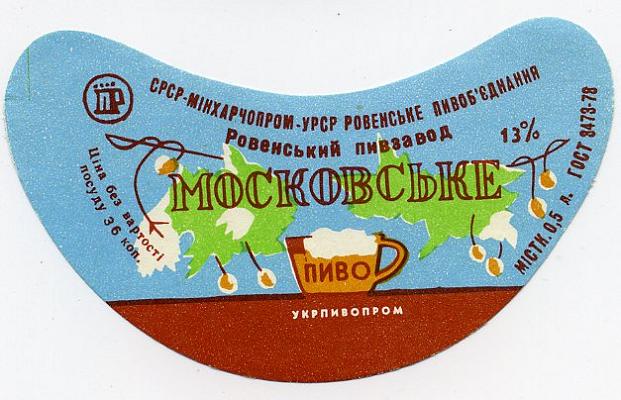 ПР
СРСР-МІНХАРЧОПРОМ-УРСР РОВЕНСЬКЕ ПИВОБ'ЄДНАННЯ
Ровенський пивзавод
13%
МОСКОВСЬКЕ
Ціна без вартості
посуду 36 коп.
МІСТК. 0,5 л. ГОСТ 3473-78
ПИВО
УКРПИВОПРОМ